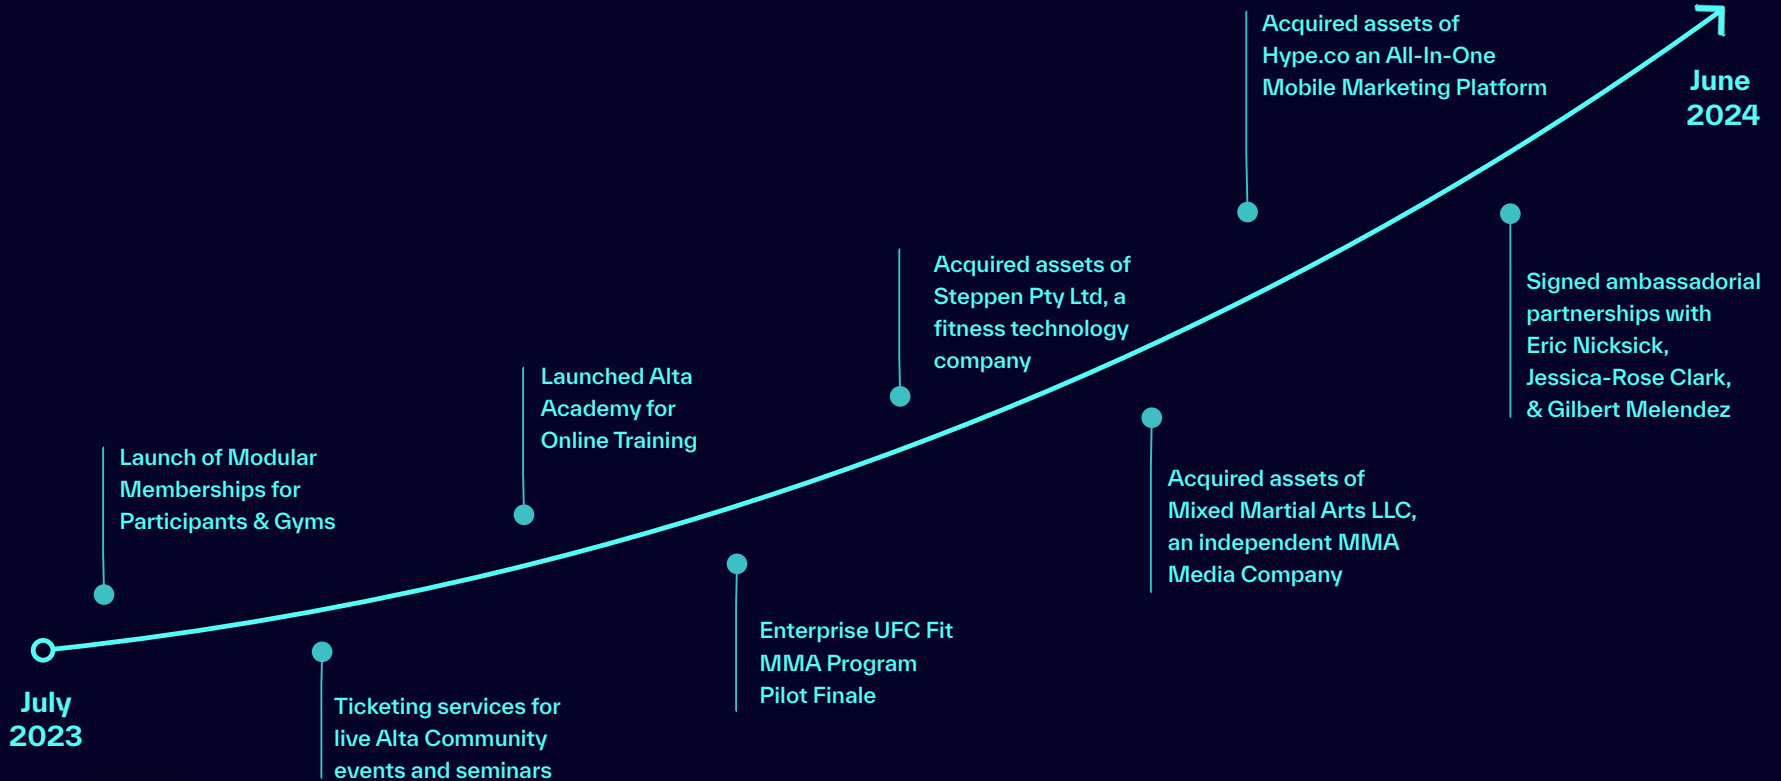 July
2023
Launch of Modular
Memberships for
Participants & Gyms
Ticketing services for
live Alta Community
events and seminars
Launched Alta
Academy for
Online Training
Enterprise UFC Fit
MMA Program
Pilot Finale
Acquired assets of
Steppen Pty Ltd, a
fitness technology
company
Acquired assets of
Mixed Martial Arts LLC,
an independent MMA
Media Company
Acquired assets of
Hype.co an All-In-One
Mobile Marketing Platform
Signed ambassadorial
partnerships with
Eric Nicksick,
Jessica-Rose Clark,
& Gilbert Melendez
June
2024